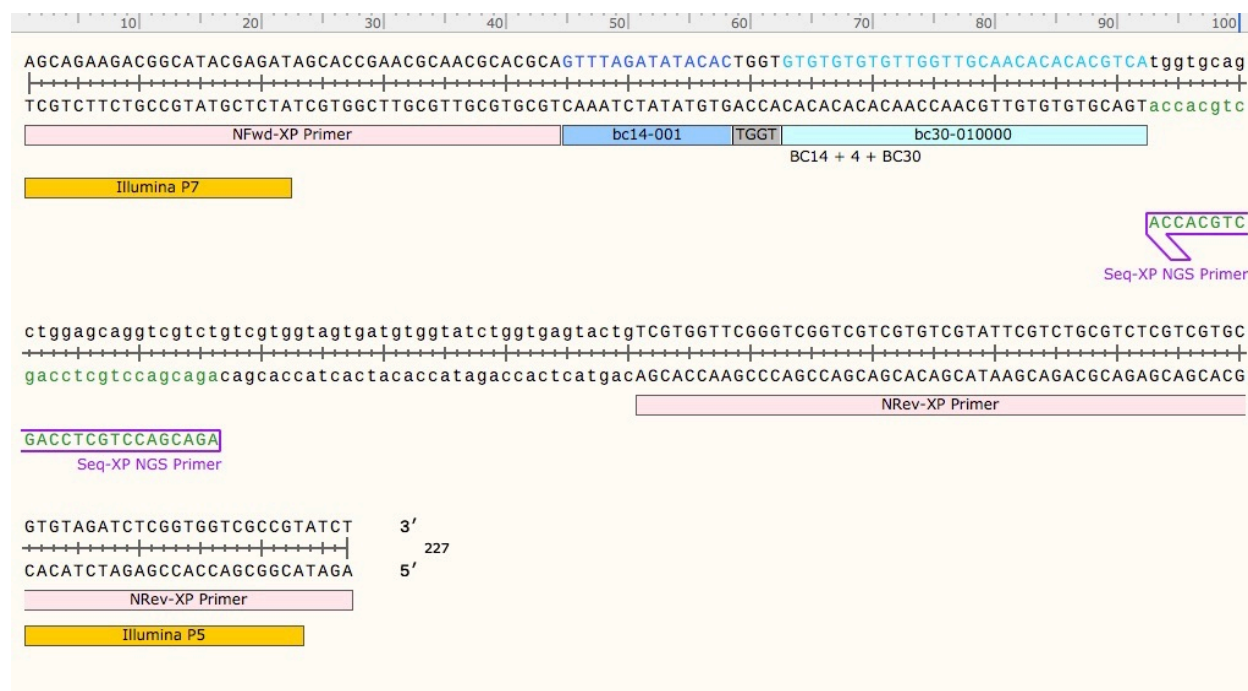 10 20 30 40 50 60 70 80 90 100
AGCAGAAGACGGCATACGAGATAGCACCGAACGCAACGCACGCAGTTTAGATATACACTGGTGTGTGTGTGTTGGTTGCAACACACACGTCAtggtgcag
TCGTCTTCTGCCGTATGCTCTATCGTGGCTTGCGTTGCGTGCGTCAAATCTATATGTGACCACACACACACAACCAACGTTGTGTGTGCAGTaccacgtc
NFwd-XP Primer bc14-001 TGGT bc30-010000
BC14 + 4 + BC30
Illumina P7
ACCACGTC
Seq-XP NGS Primer
ctggagcaggtcgtctgtcgtggtagtgatgtggtatctggtgagtactgTCGTGGTTCGGGTCGGTCGTCGTGTCGTATTCGTCTGCGTCTCGTCGTGC
gacctcgtccagcagacagcaccatcactacaccatagaccactcatgacAGCACCAAGCCCAGCCAGCAGCACAGCATAAGCAGACGCAGAGCAGCACG
NRev-XP Primer
GACCTCGTCCAGCAGA
Seq-XP NGS Primer
GTGTAGATCTCGGTGGTCGCCGTATCT 3′
227
CACATCTAGAGCCACCAGCGGCATAGA 5′
NRev-XP Primer
Illumina P5